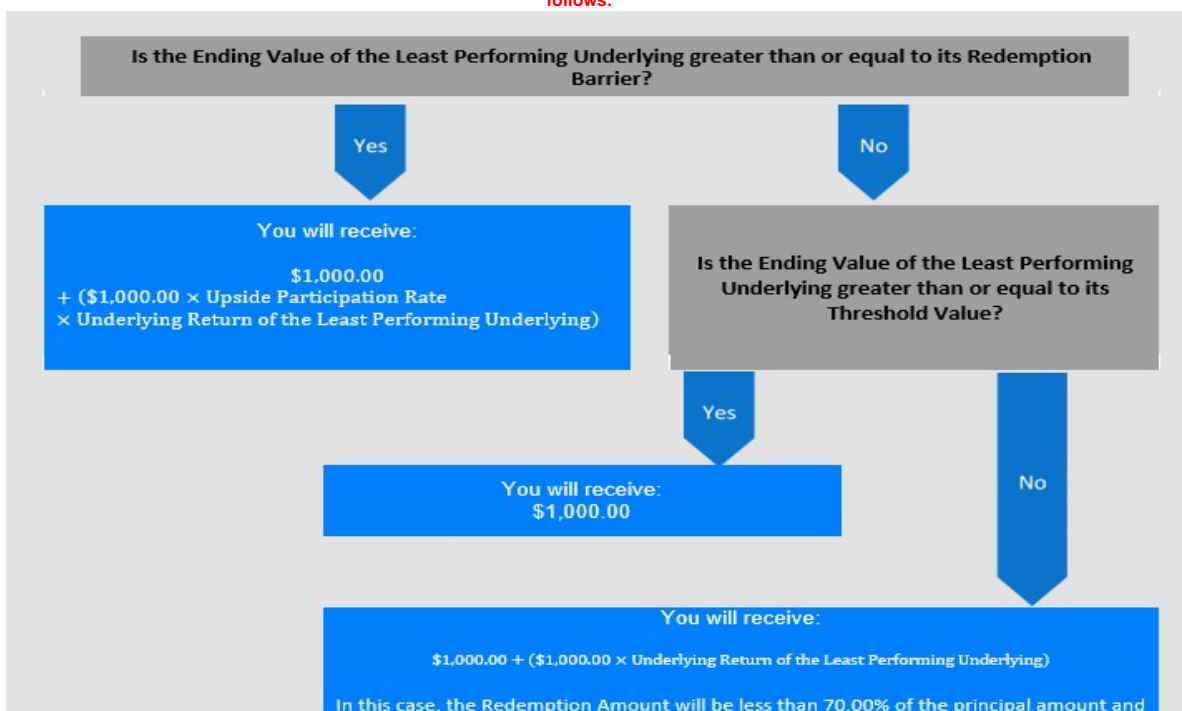 follows:
Is the Ending Value of the Least Performing Underlying greater than or equal to its Redemption
Barrier?
Yes
No
You will receive:
$1,000.00
+ ($1,000.00 × Upside Participation Rate
× Underlying Return of the Least Performing Underlying)
Is the Ending Value of the Least Performing
Underlying greater than or equal to its
Threshold Value?
Yes
No
You will receive:
$1,000.00
You will receive:
$1,000.00 + ($1,000.00 × Underlying Return of the Least Performing Underlying)
In this case, the Redemption Amount will be less than 70.00% of the principal amount and